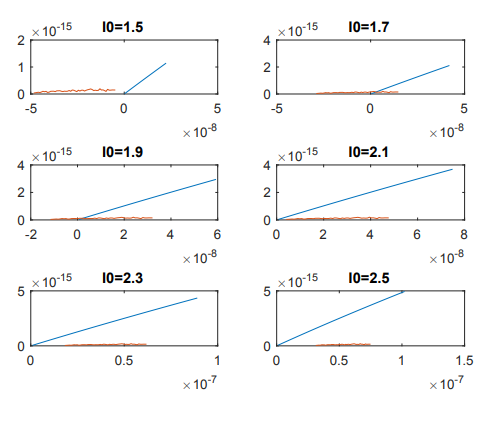 ×10-15 I0=1.5
2
1
0
-5 0 5
×10-8
×10-15 I0=1.7
4
2
0
-5 0 5
×10-8
×10-15 I0=1.9
4
2
0
-2 0 2 4 6
×10-8
×10-15 I0=2.1
4
2
0
0 2 4 6 8
×10-8
×10-15 I0=2.3
5
0
0 0.5 1
×10-7
×10-15 I0=2.5
5
0
0 0.5 1 1.5
×10-7